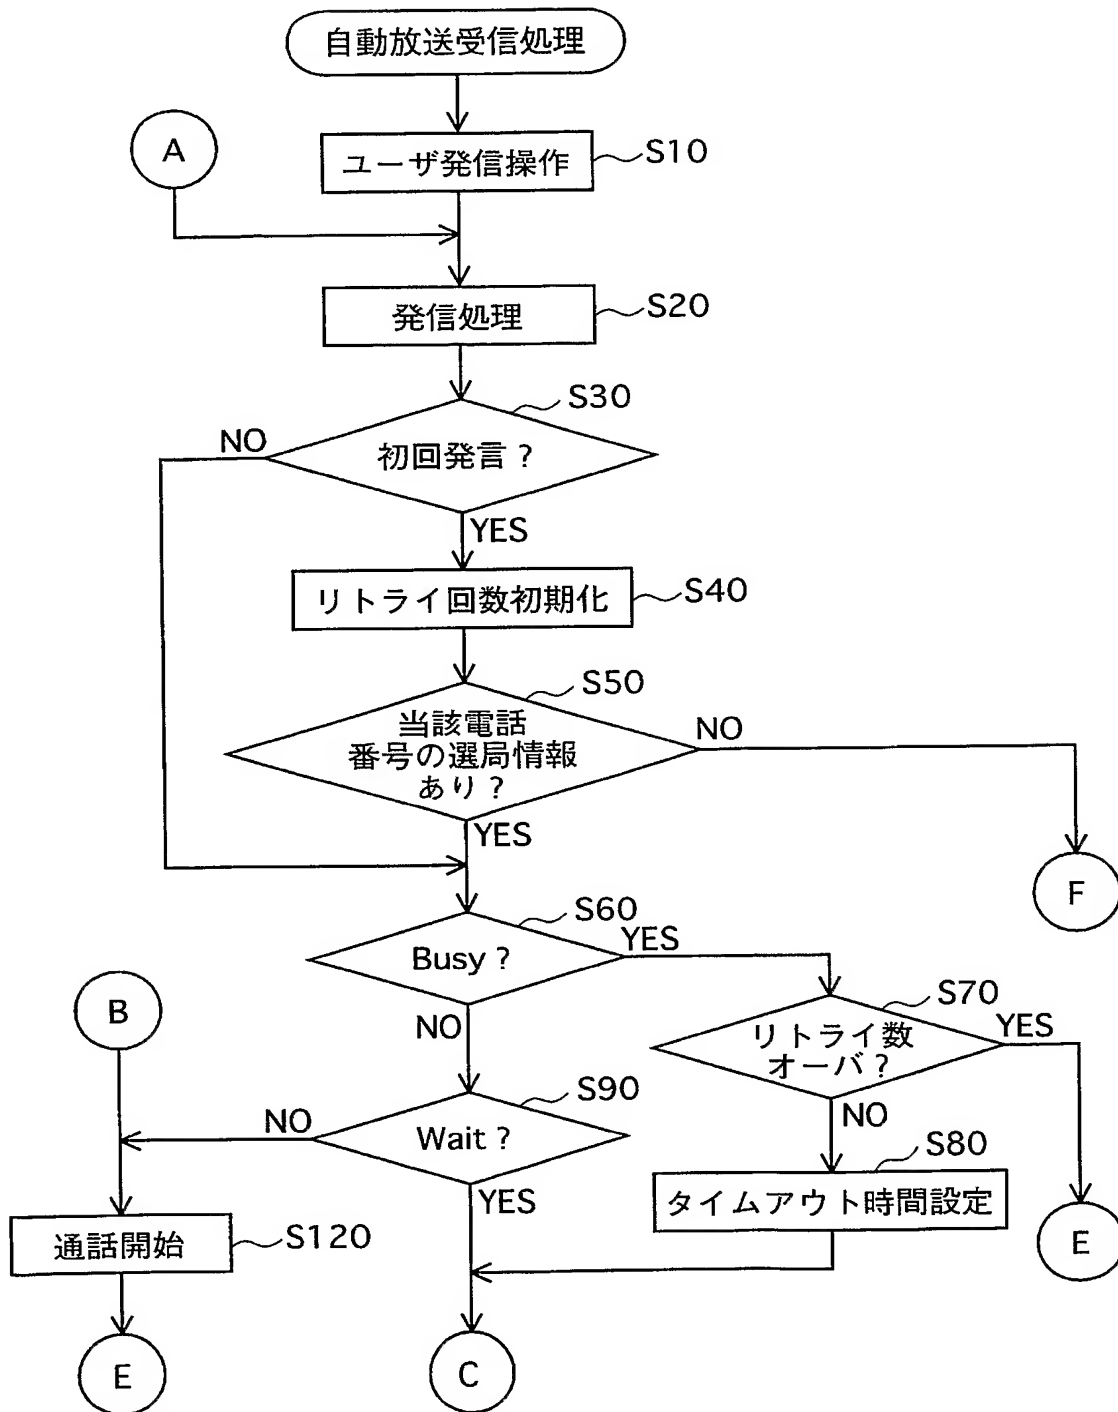 自動放送受信処理
A
ユーザ発信操作
S10
発信処理
S20
S30
NO
初回発言？
YES
リトライ回数初期化
S40
S50
当該電話
番号の選局情報
あり？
NO
YES
F
S60
Busy？
YES
B
NO
S70
リトライ数
オーバ？
YES
S90
NO
Wait？
NO
S80
YES
タイムアウト時間設定
通話開始
S120
E
E
C